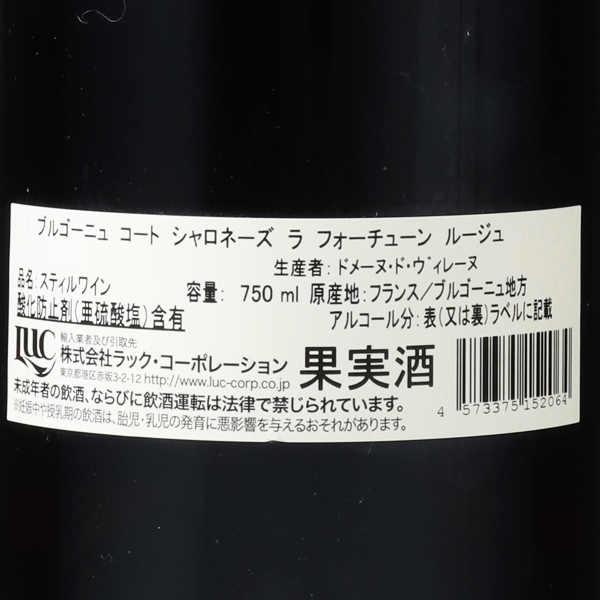 ブルゴーニュ コート シャロネーズ ラ フォーチューン ルージュ
生産者：ドメーヌ・ド・ヴィレーヌ
品名：スティルワイン
容量： 750 ml 原産地：フランス／ブルゴーニュ地方
酸化防止剤（亜硫酸塩）含有
アルコール分：表（又は裏）ラベルに記載
LUC
輸入業者及び引取先
株式会社ラック・コーポレーション
東京都港区赤坂3-2-12 http://www.luc-corp.co.jp
果実酒
未成年者の飲酒、ならびに飲酒運転は法律で禁じられています。
※妊娠中や授乳期の飲酒は、胎児・乳児の発育に悪影響を与えるおそれがあります。
4 573375 152064